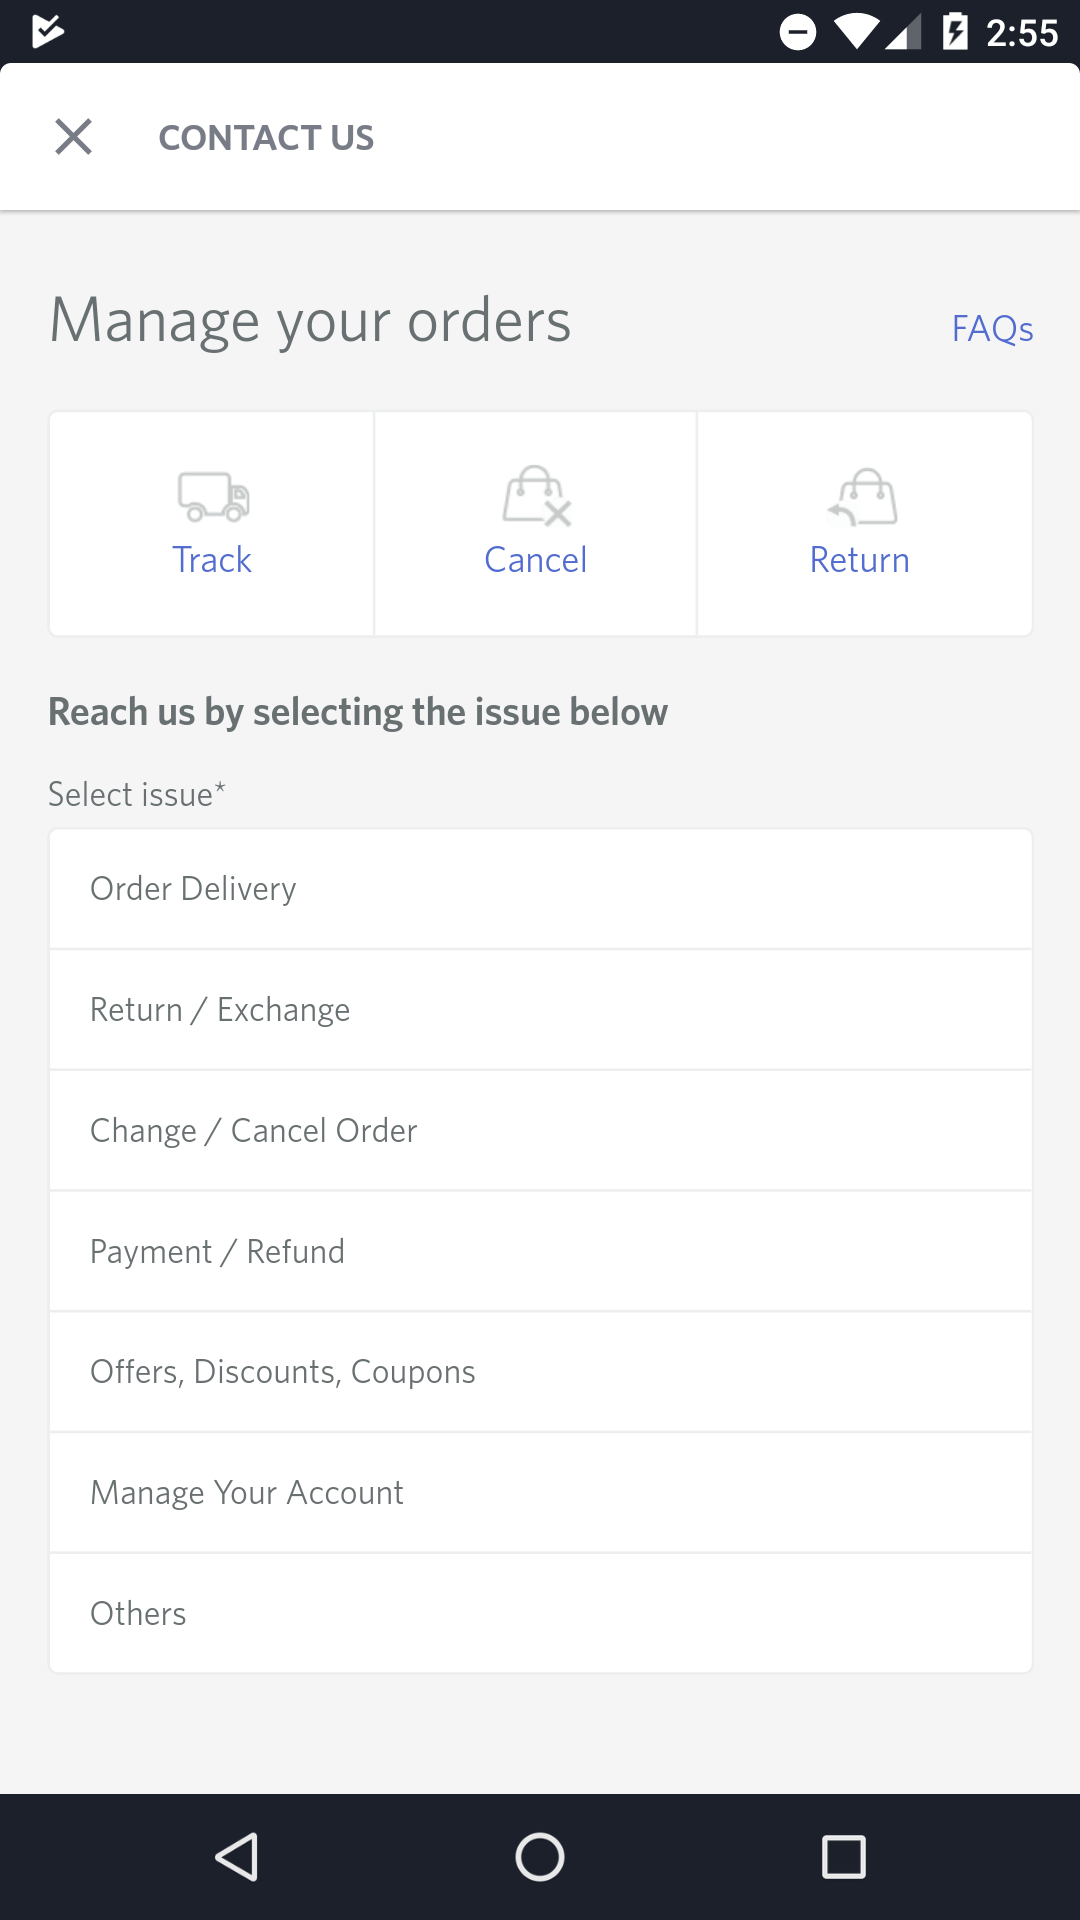 2:55
CONTACT US
Manage your orders
FAQs
Track
Cancel
Return
Reach us by selecting the issue below
Select issue*
Order Delivery
Return / Exchange
Change / Cancel Order
Payment / Refund
Offers, Discounts, Coupons
Manage Your Account
Others